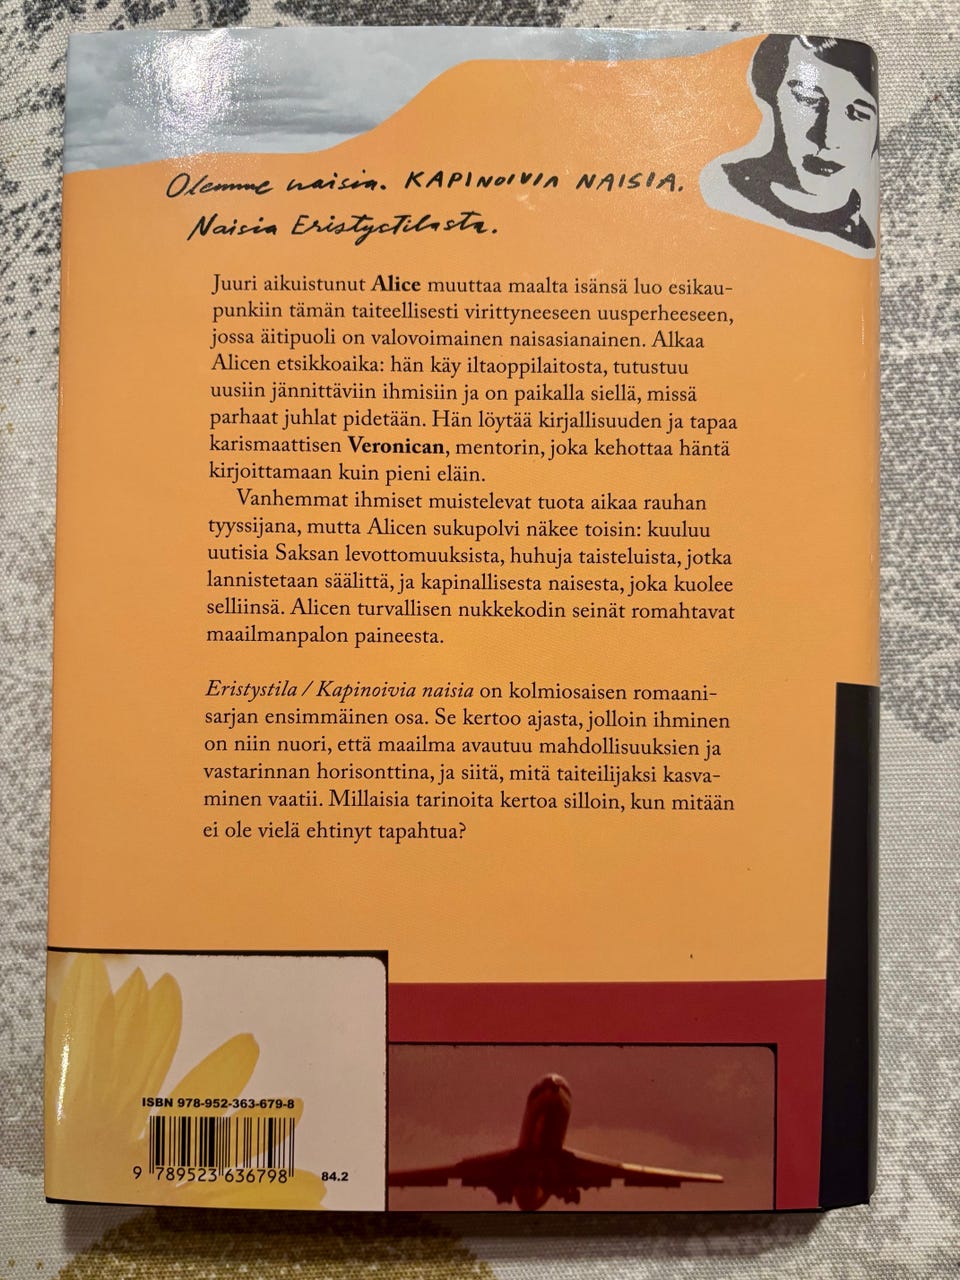 Olemme naisia. KAPINOIVIA NAISIA.
Naisia Eristystilasta.
Juuri aikuistunut Alice muuttaa maalta isänsä luo esikau-
punkiin tämän taiteellisesti virittyneeseen uusperheeseen,
jossa äitipuoli on valovoimainen naisasianainen. Alkaa
Alicen etsikkoaika: hän käy iltaoppilaitosta, tutustuu
uusiin jännittäviin ihmisiin ja on paikalla siellä, missä
parhaat juhlat pidetään. Hän löytää kirjallisuuden ja tapaa
karismaattisen Veronican, mentorin, joka kehottaa häntä
kirjoittamaan kuin pieni eläin.
Vanhemmat ihmiset muistelevat tuota aikaa rauhan
tyyssijana, mutta Alicen sukupolvi näkee toisin: kuuluu
uutisia Saksan levottomuuksista, huhuja taisteluista, jotka
lannistetaan säälittä, ja kapinallisesta naisesta, joka kuolee
selliinsä. Alicen turvallisen nukkekodin seinät romahtavat
maailmanpalon paineesta.
Eristystila / Kapinoivia naisia on kolmiosaisen romaani-
sarjan ensimmäinen osa. Se kertoo ajasta, jolloin ihminen
on niin nuori, että maailma avautuu mahdollisuuksien ja
vastarinnan horisonttina, ja siitä, mitä taiteilijaksi kasva-
minen vaatii. Millaisia tarinoita kertoa silloin, kun mitään
ei ole vielä ehtinyt tapahtua?
ISBN 978-952-363-679-8
9 789523 636798
84.2